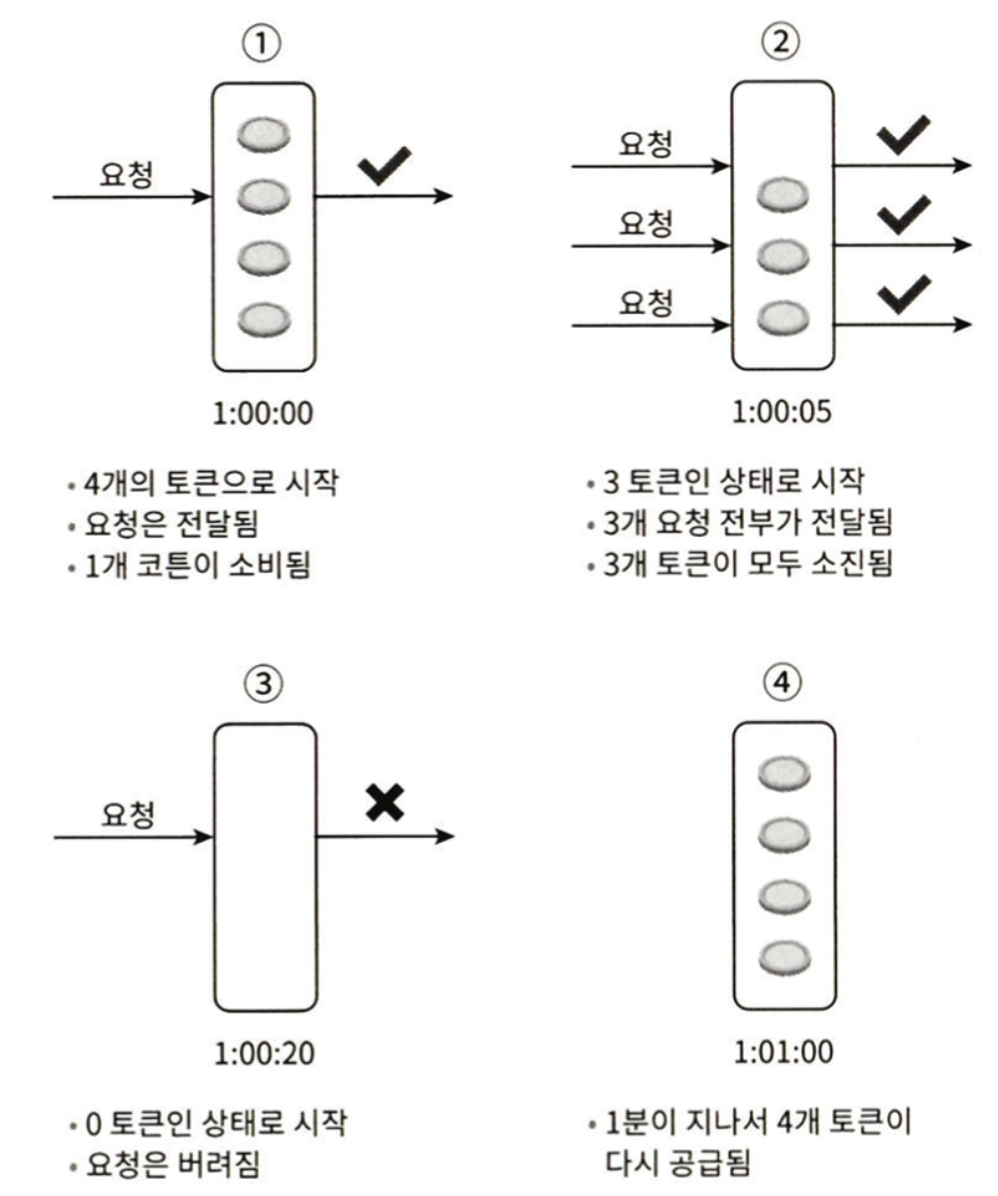 ①
요청
1:00:00
• 4개의 토큰으로 시작
• 요청은 전달됨
• 1개 코튼이 소비됨
②
요청
요청
요청
1:00:05
• 3 토큰인 상태로 시작
• 3개 요청 전부가 전달됨
• 3개 토큰이 모두 소진됨
③
요청
1:00:20
• 0 토큰인 상태로 시작
• 요청은 버려짐
④
1:01:00
• 1분이 지나서 4개 토큰이
다시 공급됨